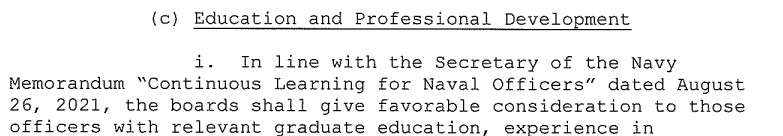 (c) Education and Professional Development
i. In line with the Secretary of the Navy
Memorandum "Continuous Learning for Naval Officers" dated August
26, 2021, the boards shall give favorable consideration to those
officers with relevant graduate education, experience in